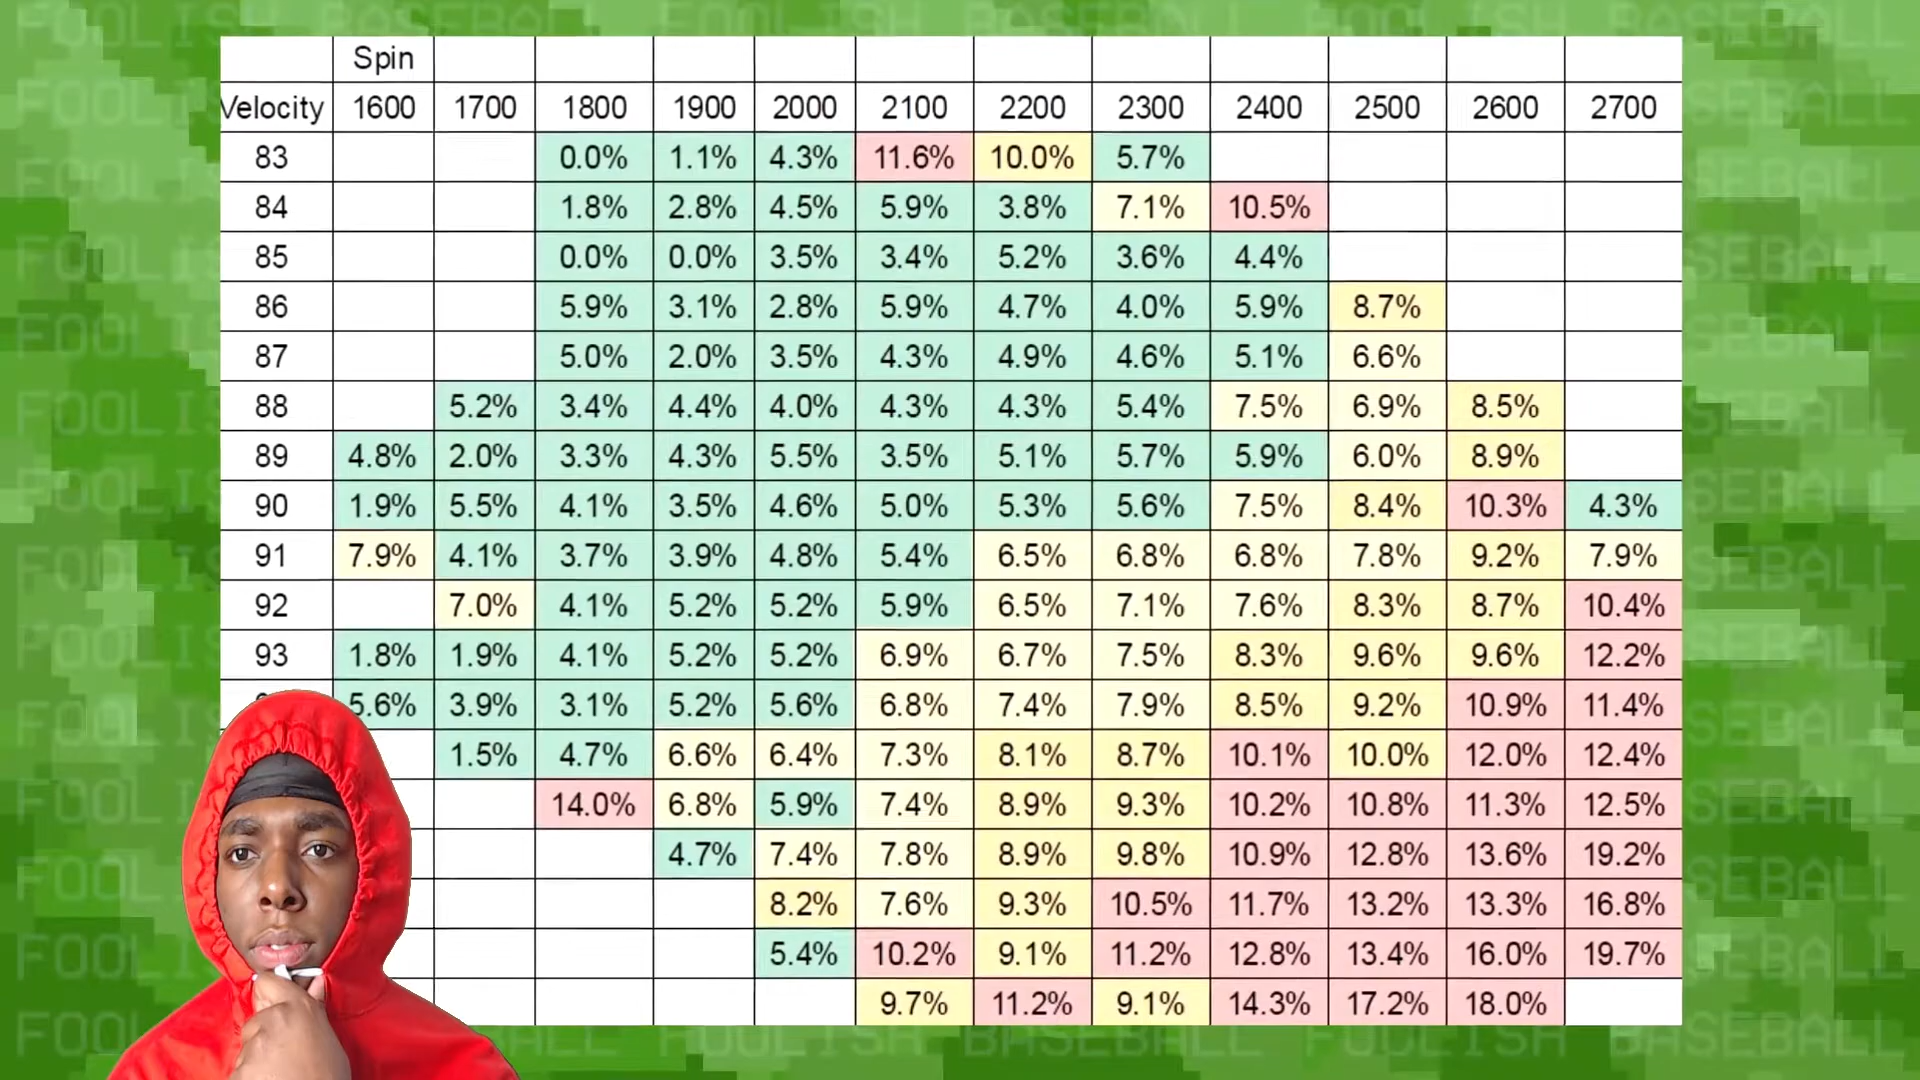 FOOLISH BASEBALL FOOLISH BASEBALL
Spin
Velocity 1600 1700 1800 1900 2000 2100 2200 2300 2400 2500 2600 2700
83 0.0% 1.1% 4.3% 11.6% 10.0% 5.7%
84 1.8% 2.8% 4.5% 5.9% 3.8% 7.1% 10.5%
85 0.0% 0.0% 3.5% 3.4% 5.2% 3.6% 4.4%
86 5.9% 3.1% 2.8% 5.9% 4.7% 4.0% 5.9% 8.7%
87 5.0% 2.0% 3.5% 4.3% 4.9% 4.6% 5.1% 6.6%
88 5.2% 3.4% 4.4% 4.0% 4.3% 4.3% 5.4% 7.5% 6.9% 8.5%
89 4.8% 2.0% 3.3% 4.3% 5.5% 3.5% 5.1% 5.7% 5.9% 6.0% 8.9%
90 1.9% 5.5% 4.1% 3.5% 4.6% 5.0% 5.3% 5.6% 7.5% 8.4% 10.3% 4.3%
91 7.9% 4.1% 3.7% 3.9% 4.8% 5.4% 6.5% 6.8% 6.8% 7.8% 9.2% 7.9%
92 7.0% 4.1% 5.2% 5.2% 5.9% 6.5% 7.1% 7.6% 8.3% 8.7% 10.4%
93 1.8% 1.9% 4.1% 5.2% 5.2% 6.9% 6.7% 7.5% 8.3% 9.6% 9.6% 12.2%
5.6% 3.9% 3.1% 5.2% 5.6% 6.8% 7.4% 7.9% 8.5% 9.2% 10.9% 11.4%
1.5% 4.7% 6.6% 6.4% 7.3% 8.1% 8.7% 10.1% 10.0% 12.0% 12.4%
14.0% 6.8% 5.9% 7.4% 8.9% 9.3% 10.2% 10.8% 11.3% 12.5%
4.7% 7.4% 7.8% 8.9% 9.8% 10.9% 12.8% 13.6% 19.2%
8.2% 7.6% 9.3% 10.5% 11.7% 13.2% 13.3% 16.8%
5.4% 10.2% 9.1% 11.2% 12.8% 13.4% 16.0% 19.7%
9.7% 11.2% 9.1% 14.3% 17.2% 18.0%
FOOLISH BASEBALL